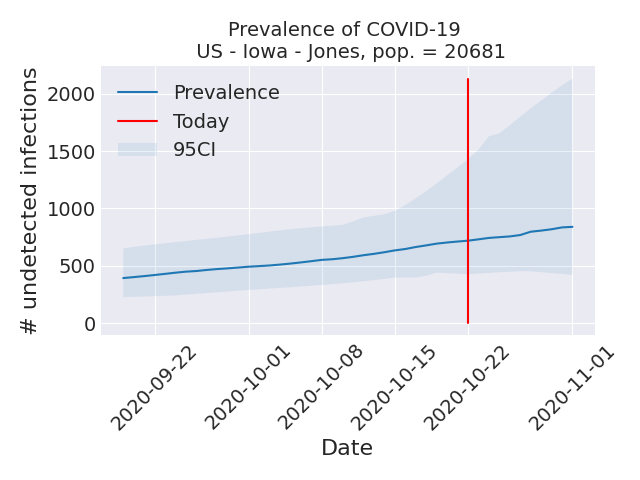 Prevalence of COVID-19
US - Iowa - Jones, pop. = 20681
# undetected infections
2000
1500
1000
500
0
Prevalence
Today
95CI
2020-09-22
2020-10-01
2020-10-08
2020-10-15
2020-10-22
2020-11-01
Date